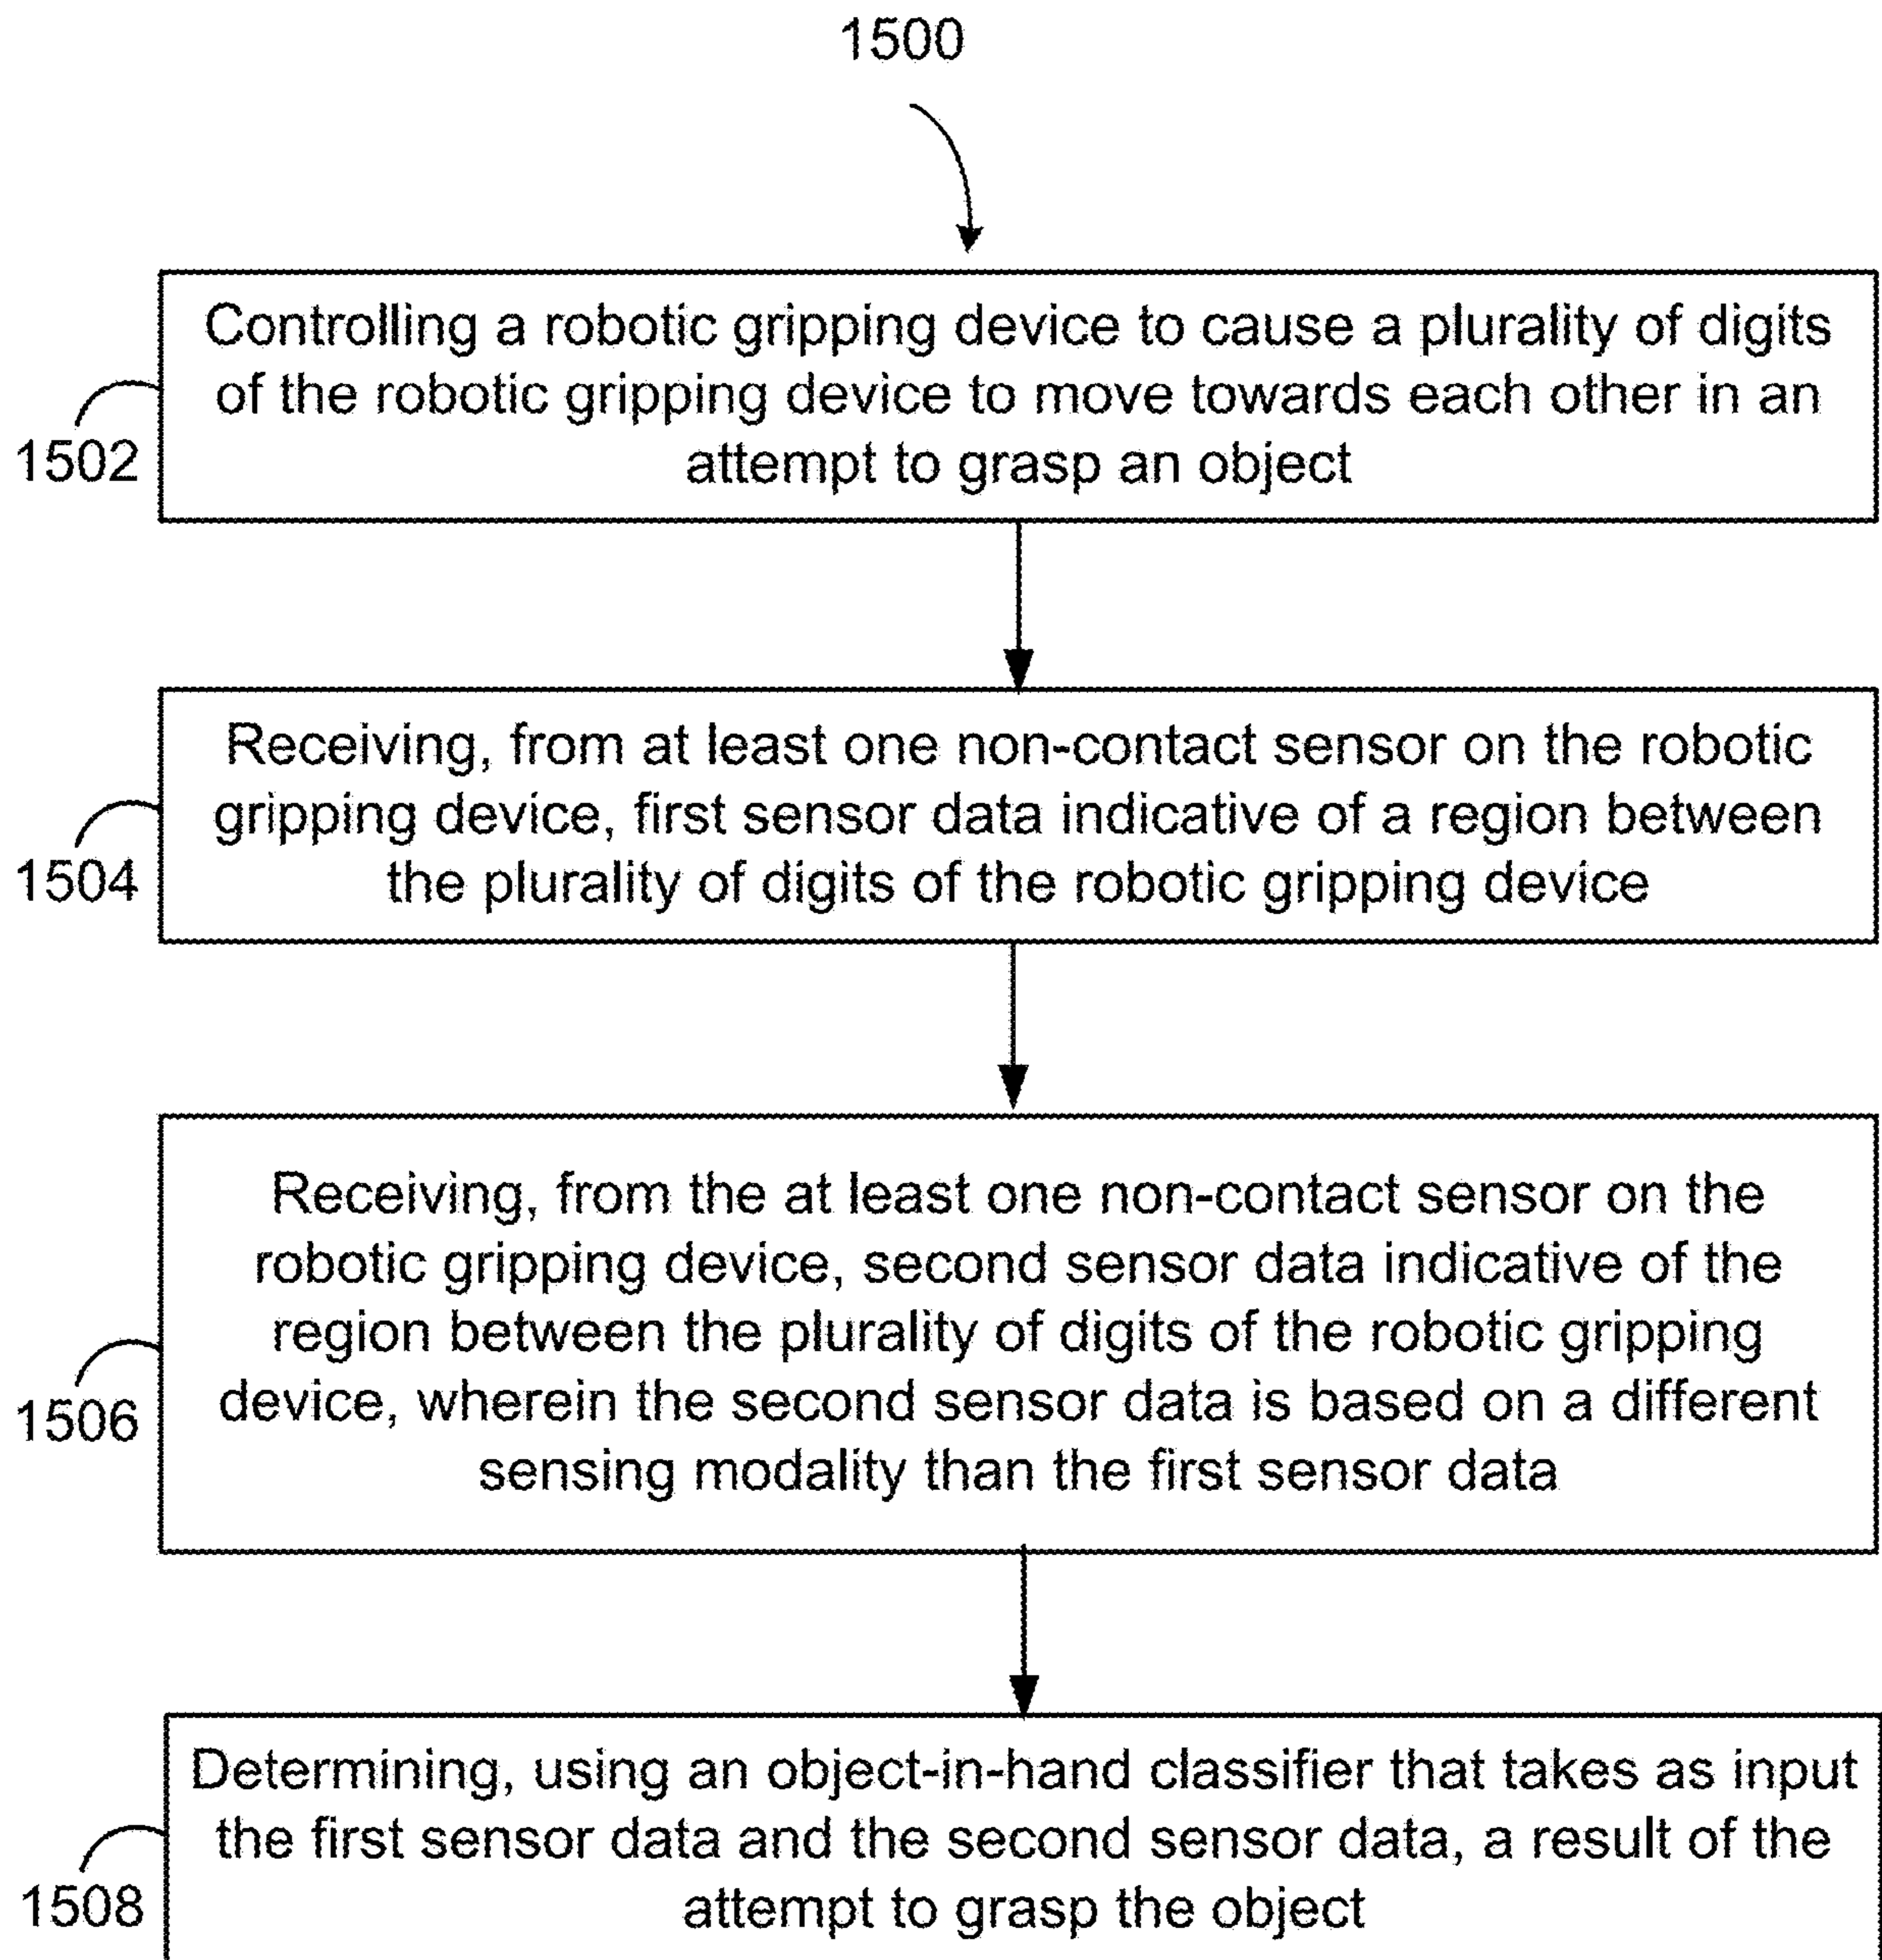 1500
Controlling a robotic gripping device to cause a plurality of digits
of the robotic gripping device to move towards each other in an
attempt to grasp an object
1502
Receiving, from at least one non-contact sensor on the robotic
gripping device, first sensor data indicative of a region between
the plurality of digits of the robotic gripping device
1504
Receiving, from the at least one non-contact sensor on the
robotic gripping device, second sensor data indicative of the
region between the plurality of digits of the robotic gripping
device, wherein the second sensor data is based on a different
sensing modality than the first sensor data
1506
Determining, using an object-in-hand classifier that takes as input
the first sensor data and the second sensor data, a result of the
attempt to grasp the object
1508